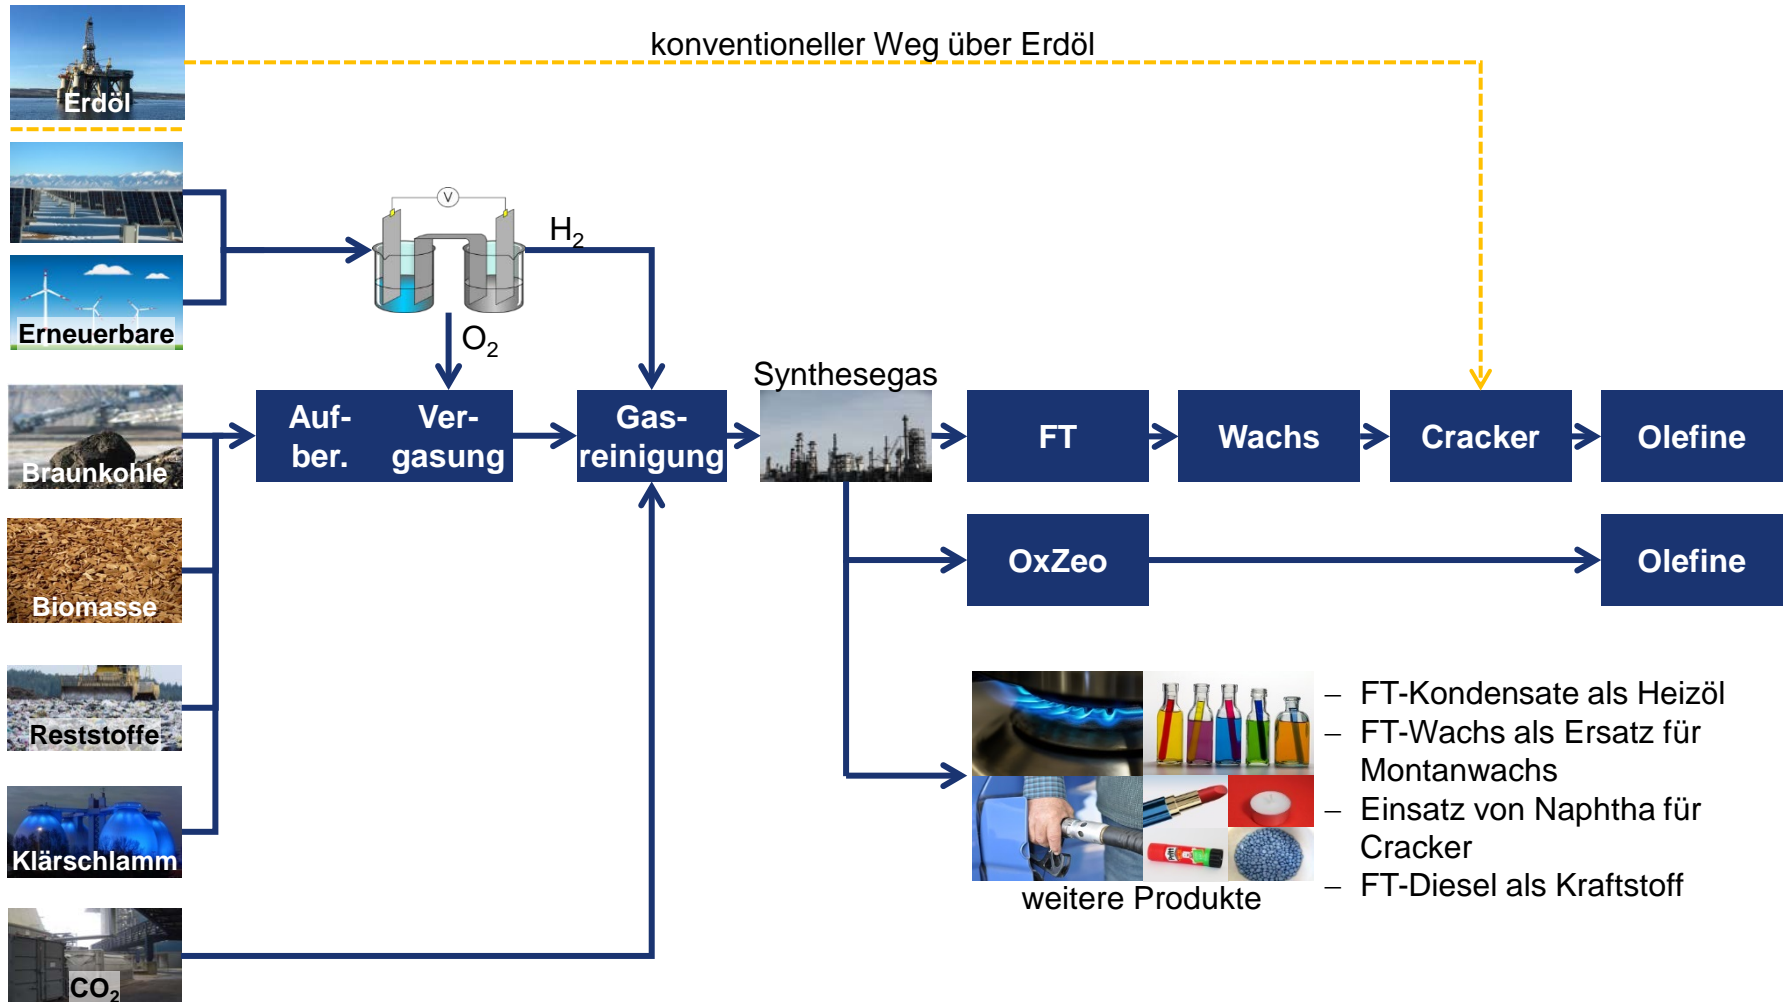 konventioneller Weg über Erdöl
Erdöl
V
H₂
Erneuerbare
O₂
Synthesegas
Braunkohle
Auf-
ber.
Ver-
gasung
Gas-
reinigung
FT
Wachs
Cracker
Olefine
OxZeo
Olefine
Biomasse
Reststoffe
Klärschlamm
CO₂
weitere Produkte
– FT-Kondensate als Heizöl
– FT-Wachs als Ersatz für
Montanwachs
– Einsatz von Naphtha für
Cracker
– FT-Diesel als Kraftstoff
Pritt